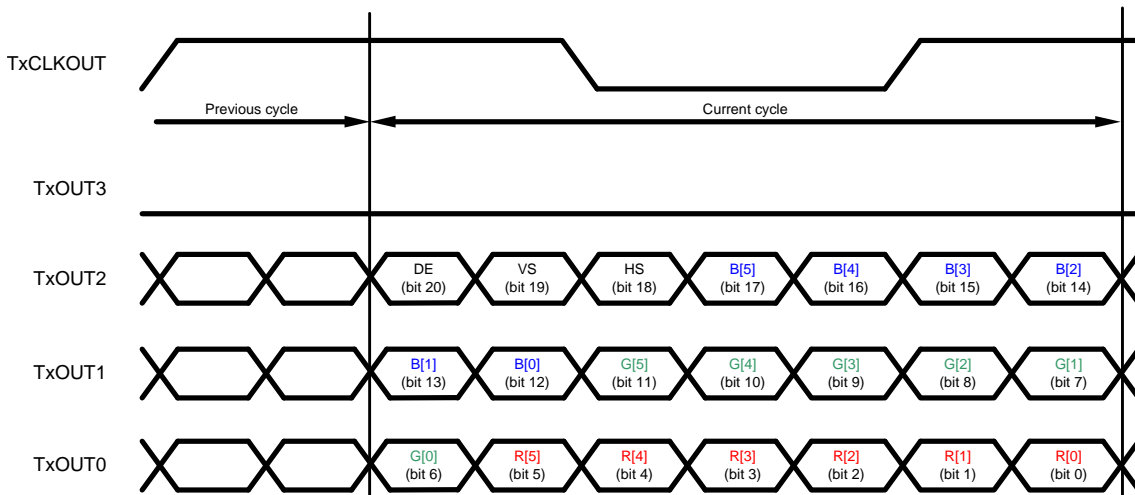 TxCLKOUT
Previous cycle
Current cycle
TxOUT3
TxOUT2
DE
(bit 20)
VS
(bit 19)
HS
(bit 18)
B[5]
(bit 17)
B[4]
(bit 16)
B[3]
(bit 15)
B[2]
(bit 14)
TxOUT1
B[1]
(bit 13)
B[0]
(bit 12)
G[5]
(bit 11)
G[4]
(bit 10)
G[3]
(bit 9)
G[2]
(bit 8)
G[1]
(bit 7)
TxOUT0
G[0]
(bit 6)
R[5]
(bit 5)
R[4]
(bit 4)
R[3]
(bit 3)
R[2]
(bit 2)
R[1]
(bit 1)
R[0]
(bit 0)